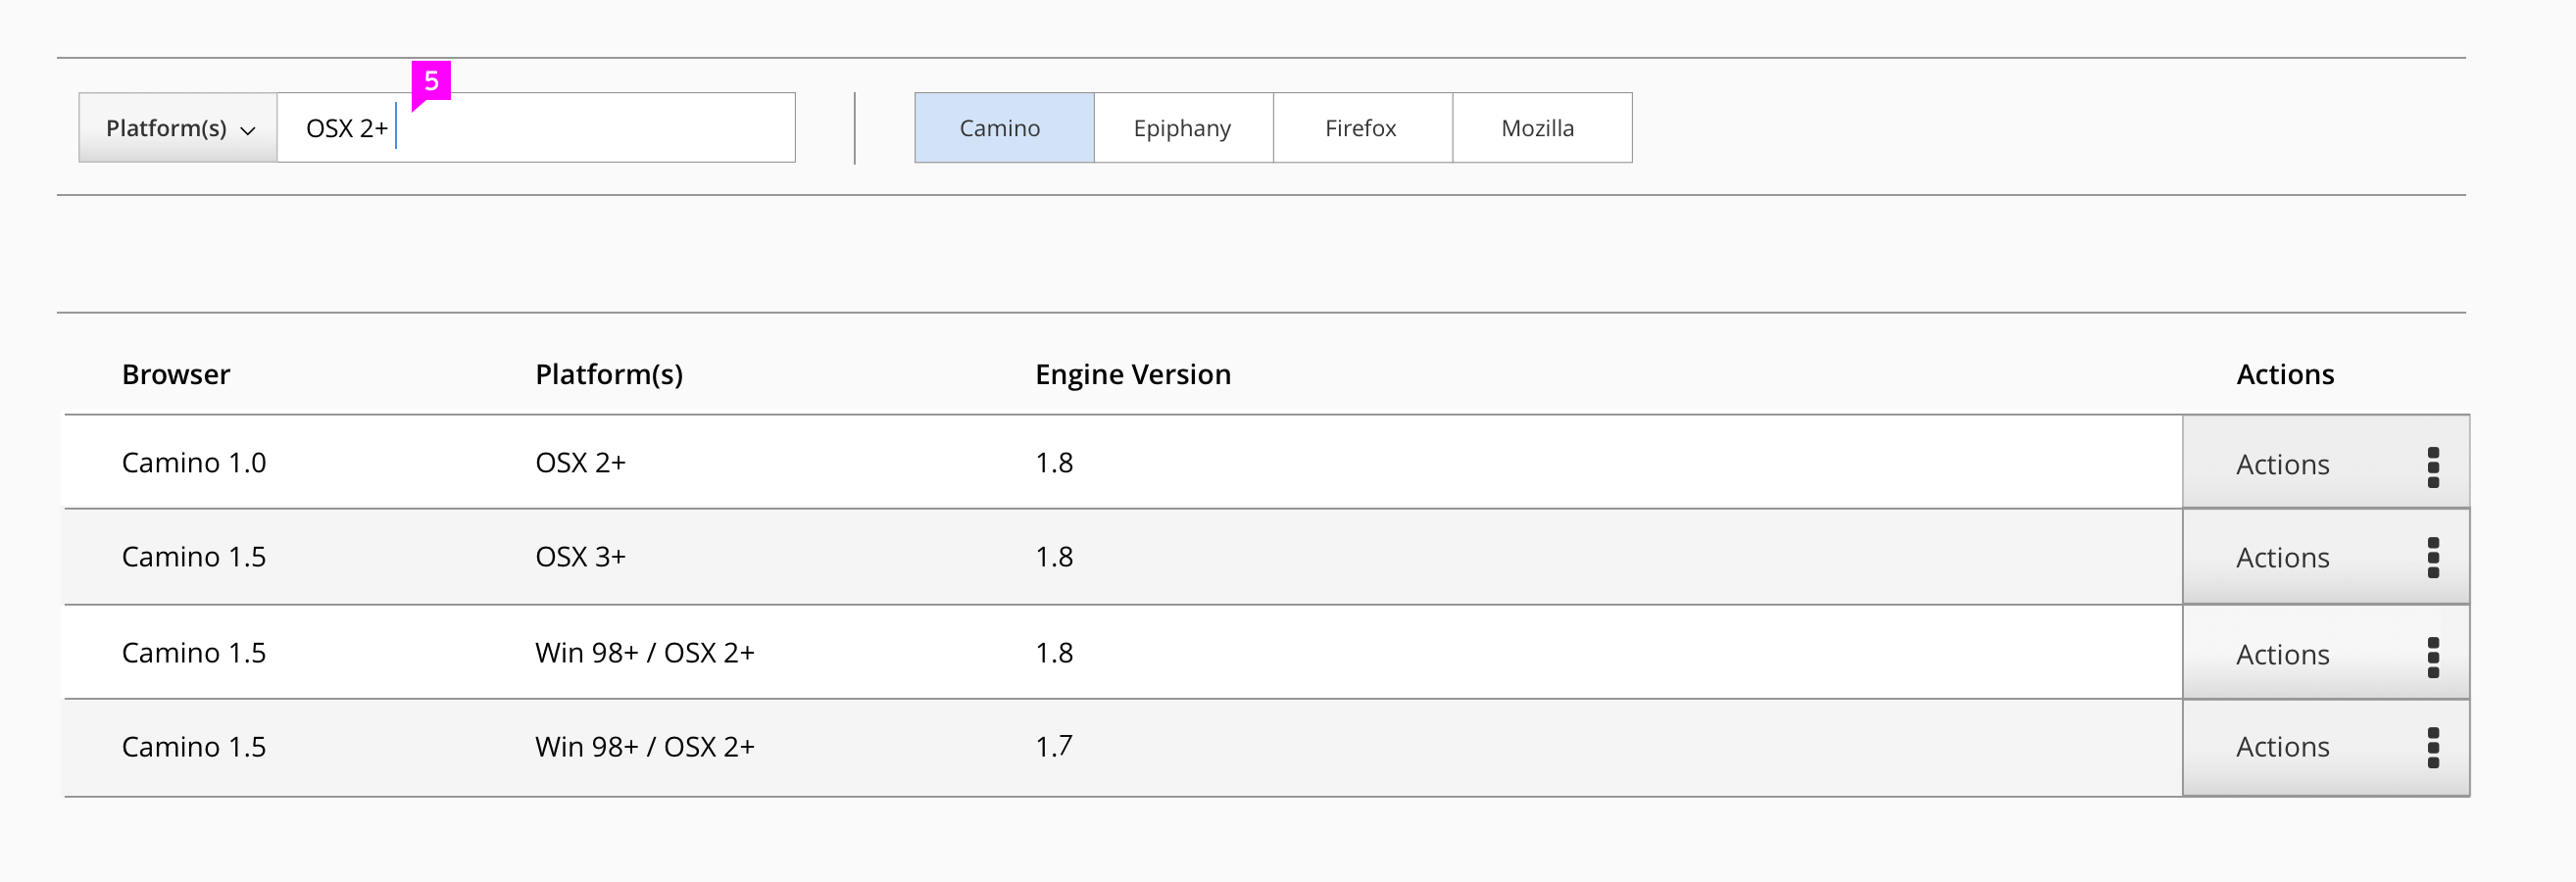 5
Platform(s) OSX 2+ Camino Epiphany Firefox Mozilla
Browser Platform(s) Engine Version Actions
Camino 1.0 OSX 2+ 1.8 Actions
Camino 1.5 OSX 3+ 1.8 Actions
Camino 1.5 Win 98+ / OSX 2+ 1.8 Actions
Camino 1.5 Win 98+ / OSX 2+ 1.7 Actions